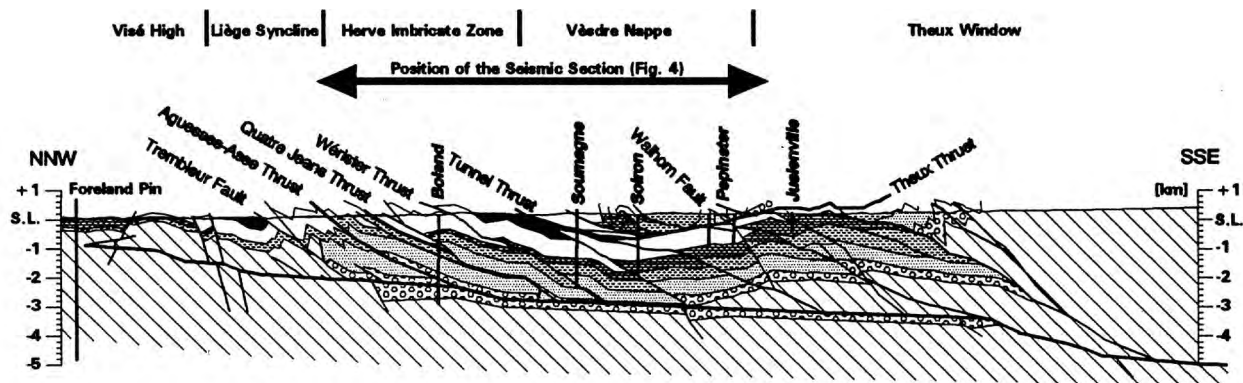 Visé High
Liège Syncline
Herve Imbricate Zone
Vèsdre Nappe
Theux Window
Position of the Seismic Section (Fig. 4)
NNW
SSE
Trembleur Fault
Aguesses-Asse Thrust
Quatre Jeans Thrust
Wérister Thrust
Boland
Tunnel Thrust
Soumagne
Soiron
Walhorn Fault
Pepinster
Juslenville
Theux Thrust
Foreland Pin
+1
S.L.
-1
-2
-3
-4
-5
[km]
+1
S.L.
-1
-2
-3
-4